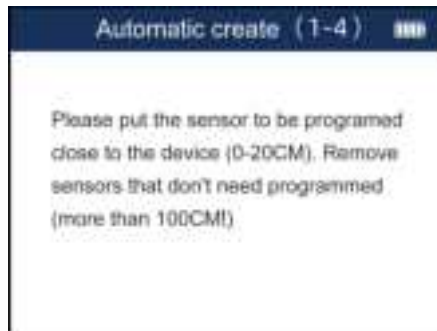 Automatic create (1-4)
Please put the sensor to be programed
close to the device (0-20CM). Remove
sensors that don't need programmed
(more than 100CM!)